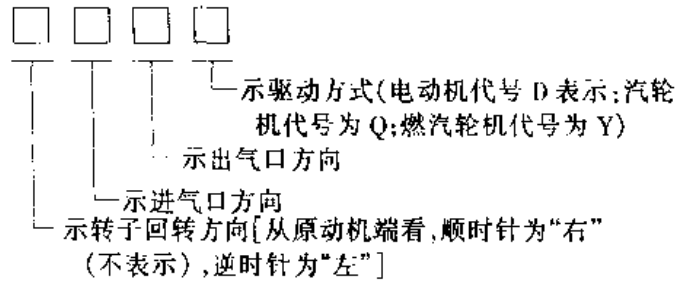 □ □ □ □
示驱动方式(电动机代号 D 表示;汽轮
机代号为 Q;燃汽轮机代号为 Y)
示出气口方向
示进气口方向
示转子回转方向[从原动机端看,顺时针为“右”
(不表示),逆时针为“左”]